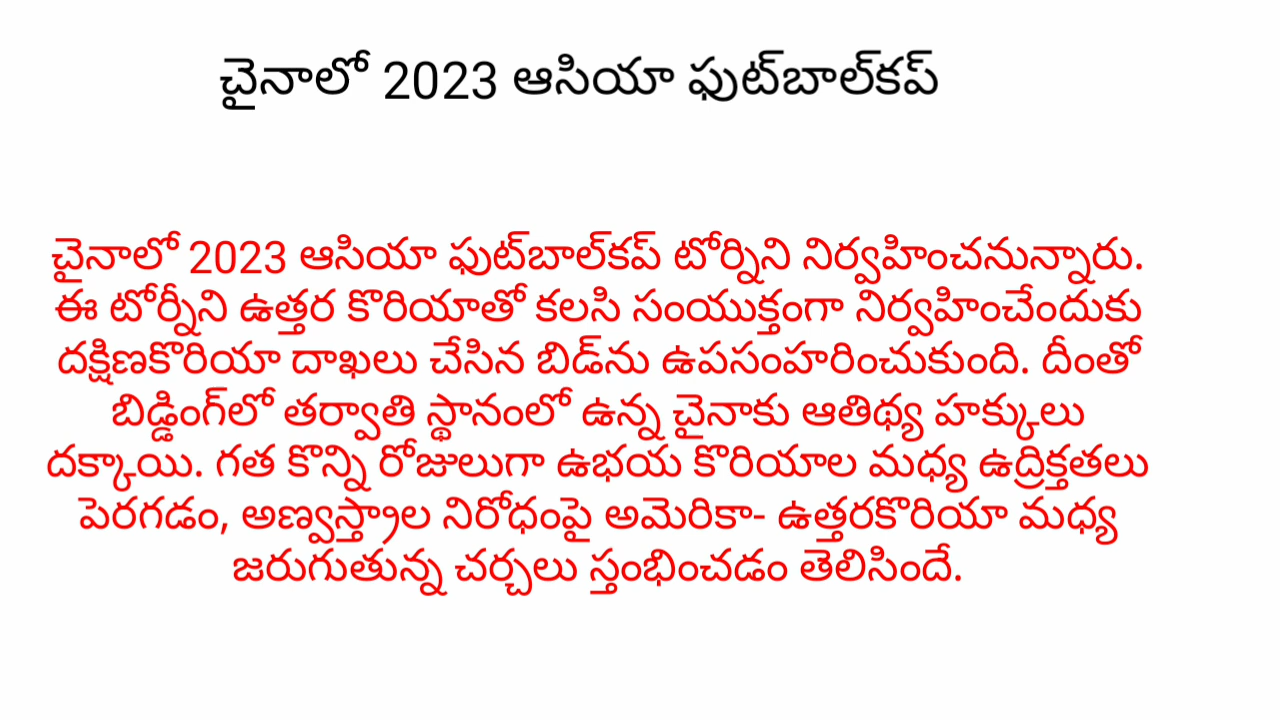 చైనాలో 2023 ఆసియా ఫుట్‌బాల్‌కప్
చైనాలో 2023 ఆసియా ఫుట్‌బాల్‌కప్ టోర్నిని నిర్వహించనున్నారు.
ఈ టోర్నీని ఉత్తర కొరియాతో కలసి సంయుక్తంగా నిర్వహించేందుకు
దక్షిణకొరియా దాఖలు చేసిన బిడ్‌ను ఉపసంహరించుకుంది. దీంతో
బిడ్డింగ్‌లో తర్వాతి స్థానంలో ఉన్న చైనాకు ఆతిథ్య హక్కులు
దక్కాయి. గత కొన్ని రోజులుగా ఉభయ కొరియాల మధ్య ఉద్రిక్తతలు
పెరగడం, అణ్వస్త్రాల నిరోధంపై అమెరికా- ఉత్తరకొరియా మధ్య
జరుగుతున్న చర్చలు స్తంభించడం తెలిసిందే.